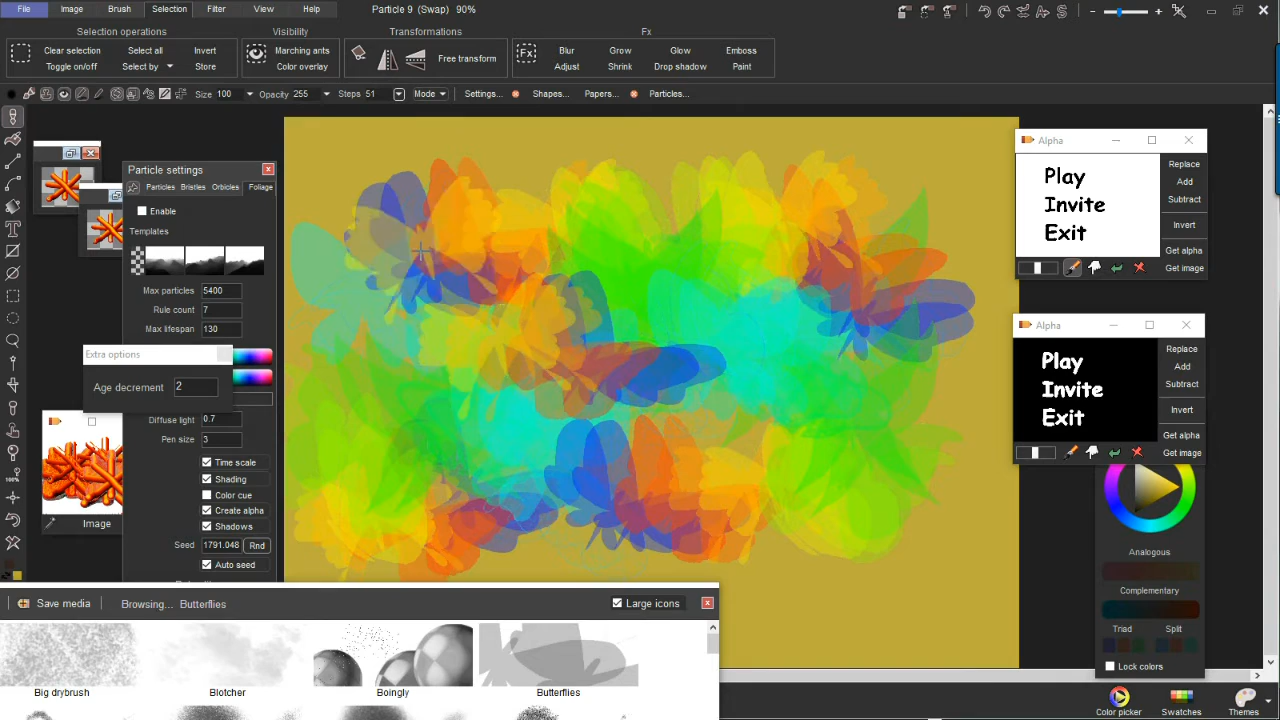 File Image Brush Selection Filter View Help Particle 9 (Swap) 90%
Selection operations Visibility Transformations Fx
Clear selection Select all Invert Marching ants Blur Grow Glow Emboss
Free transform
Toggle on/off Select by Store Color overlay Adjust Shrink Drop shadow Paint
Size 100 Opacity 255 Steps 51 Mode Settings... Shapes... Papers... Particles...
Particle settings
Particles Bristles Orbicles Foliage
Enable
Templates
Max particles 5400
Rule count 7
Max lifespan 130
Extra options
Age decrement 2
Diffuse light 0.7
Pen size 3
Time scale
Shading
Color cue
Create alpha
Shadows
Seed 1791.048 Rnd
Auto seed
Image
100%
Alpha
Play
Invite
Exit
Replace
Add
Subtract
Invert
Get alpha
Get image
Alpha
Play
Invite
Exit
Replace
Add
Subtract
Invert
Get alpha
Get image
Analogous
Complementary
Triad Split
Lock colors
Color picker Swatches Themes
Save media Browsing... Butterflies Large icons
Big drybrush Blotcher Boingly Butterflies